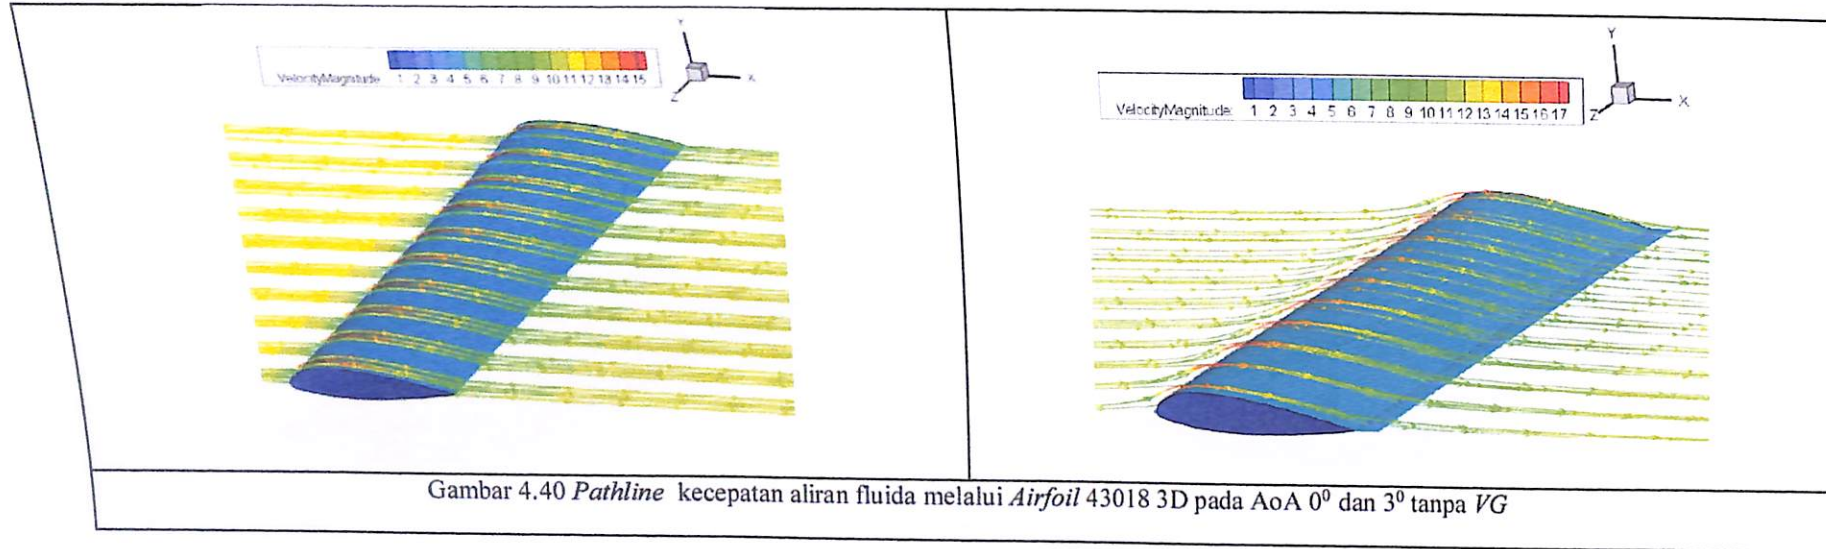 Y
X
Z
VelocityMagnitude 1 2 3 4 5 6 7 8 9 10 11 12 13 14 15
Y
X
Z
VelocityMagnitude: 1 2 3 4 5 6 7 8 9 10 11 12 13 14 15 16 17
Gambar 4.40 Pathline kecepatan aliran fluida melalui Airfoil 43018 3D pada AoA 0⁰ dan 3⁰ tanpa VG